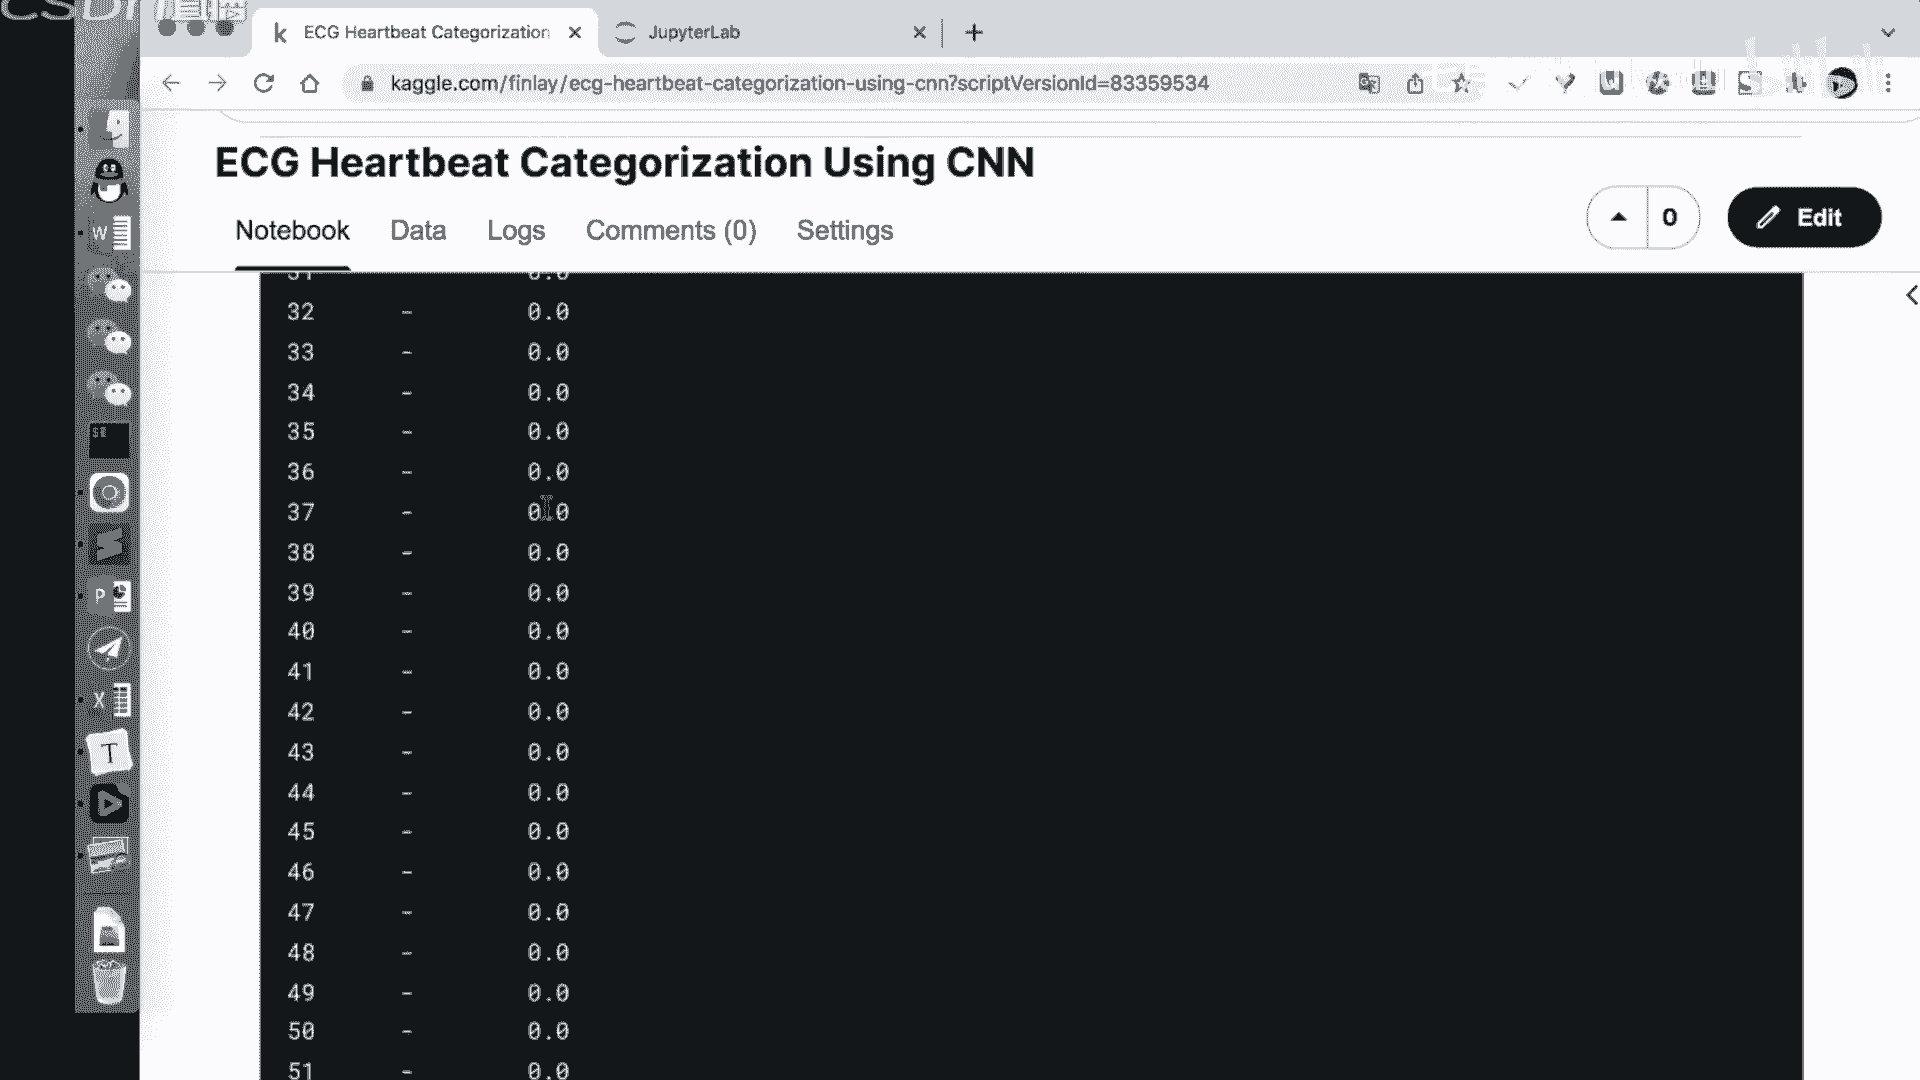 ECG Heartbeat Categorization
JupyterLab
kaggle.com/finlay/ecg-heartbeat-categorization-using-cnn?scriptVersionId=83359534
ECG Heartbeat Categorization Using CNN
Notebook Data Logs Comments (0) Settings
0
Edit
31 - 0.0
32 - 0.0
33 - 0.0
34 - 0.0
35 - 0.0
36 - 0.0
37 - 0.0
38 - 0.0
39 - 0.0
40 - 0.0
41 - 0.0
42 - 0.0
43 - 0.0
44 - 0.0
45 - 0.0
46 - 0.0
47 - 0.0
48 - 0.0
49 - 0.0
50 - 0.0
51 - 0.0